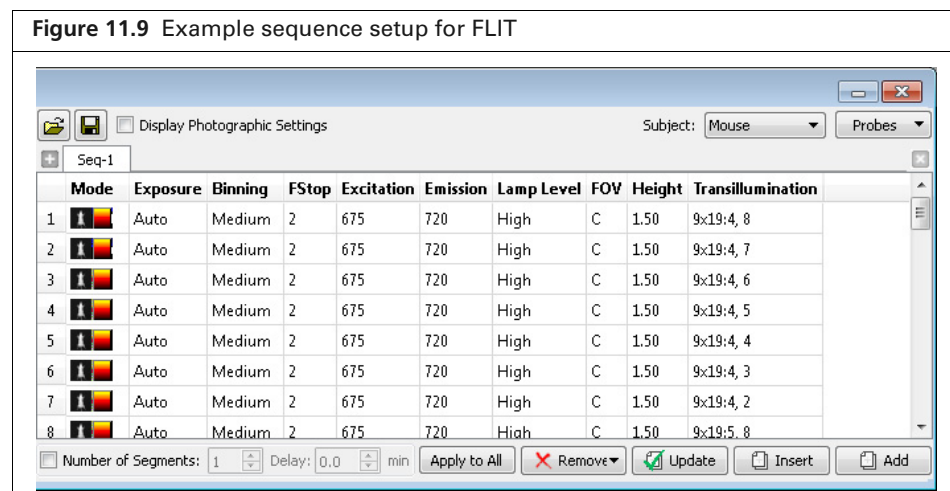 Figure 11.9 Example sequence setup for FLIT
Display Photographic Settings Subject: Mouse Probes
Seq-1
Mode Exposure Binning FStop Excitation Emission Lamp Level FOV Height Transillumination
1 Auto Medium 2 675 720 High C 1.50 9x19:4, 8
2 Auto Medium 2 675 720 High C 1.50 9x19:4, 7
3 Auto Medium 2 675 720 High C 1.50 9x19:4, 6
4 Auto Medium 2 675 720 High C 1.50 9x19:4, 5
5 Auto Medium 2 675 720 High C 1.50 9x19:4, 4
6 Auto Medium 2 675 720 High C 1.50 9x19:4, 3
7 Auto Medium 2 675 720 High C 1.50 9x19:4, 2
8 Auto Medium 2 675 720 High C 1.50 9x19:5, 8
Number of Segments: 1 Delay: 0.0 min Apply to All Remove Update Insert Add